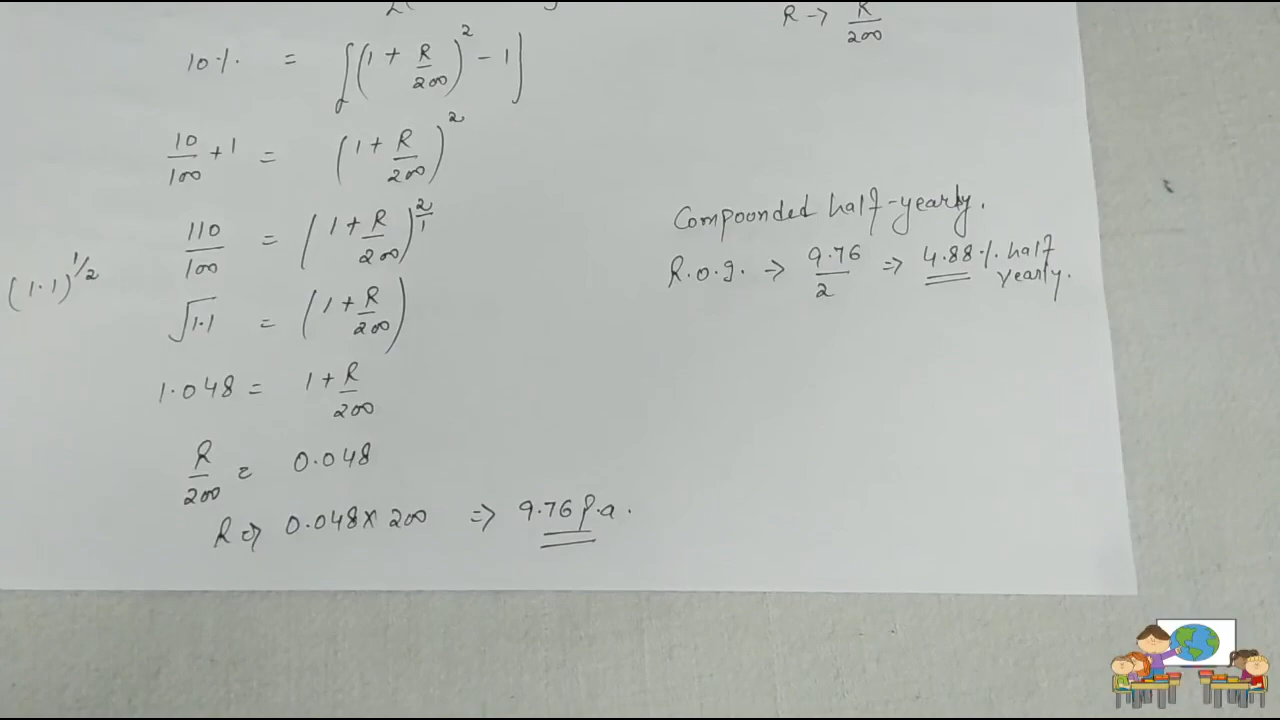 R → R/200
10% = [(1 + R/200)² - 1]
10/100 + 1 = (1 + R/200)²
110/100 = (1 + R/200)^(2/1)
(1.1)^(1/2)
√1.1 = (1 + R/200)
1.048 = 1 + R/200
R/200 = 0.048
R ⇒ 0.048 × 200 ⇒ 9.76 p.a.
Compounded half-yearly.
R.o.g. → 9.76/2 ⇒ 4.88% half
yearly.